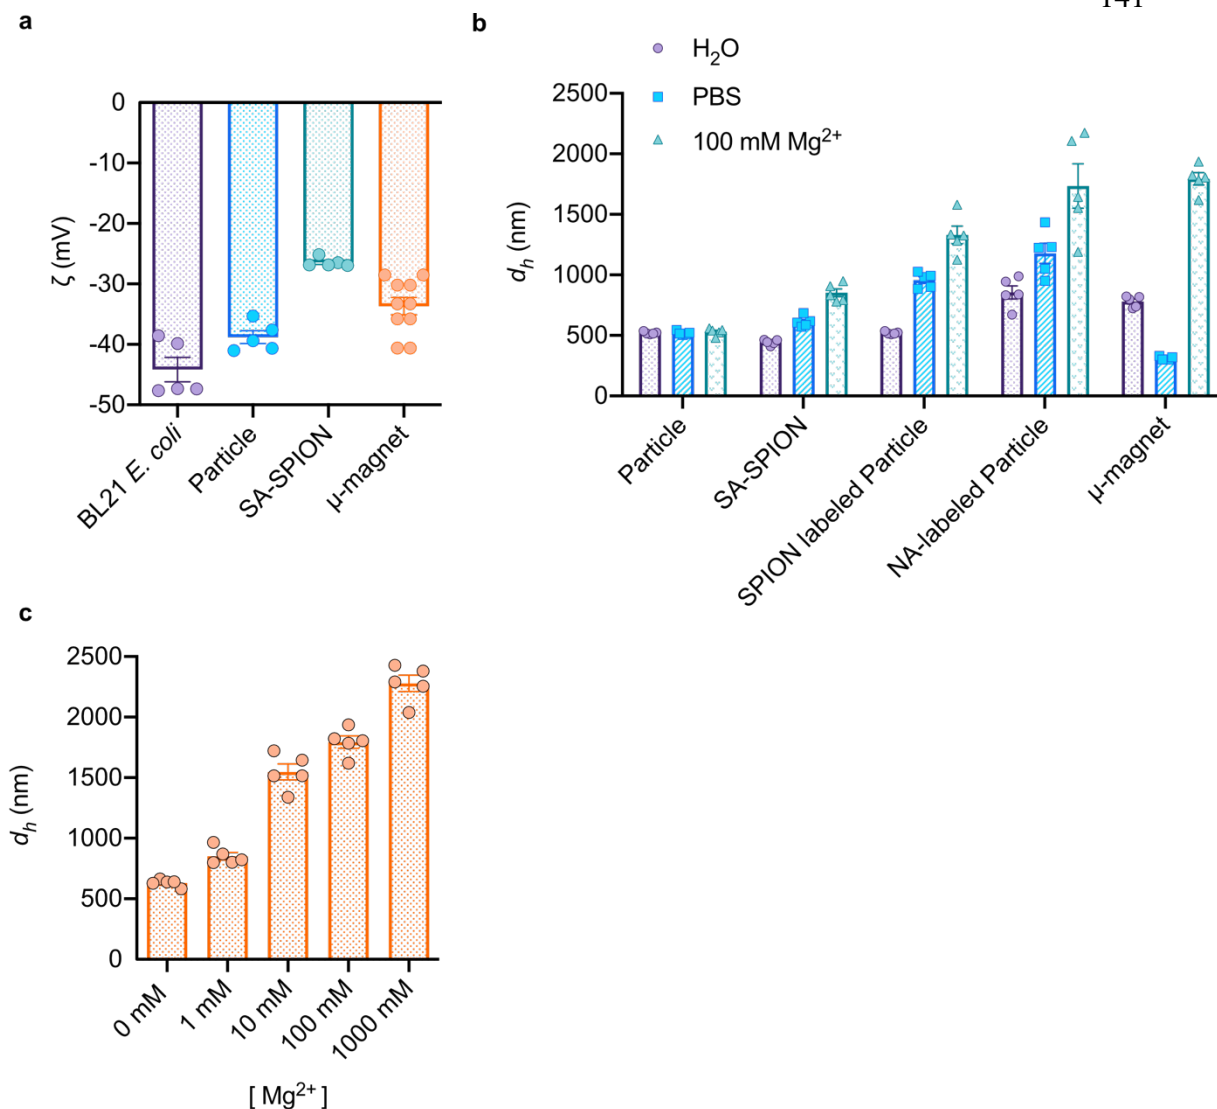 141
a
ζ (mV)
0
-10
-20
-30
-40
-50
BL21 E. coli
Particle
SA-SPION
μ-magnet
b
H₂O
PBS
100 mM Mg²⁺
dₕ (nm)
2500
2000
1500
1000
500
0
Particle
SA-SPION
SPION labeled Particle
NA-labeled Particle
μ-magnet
c
dₕ (nm)
2500
2000
1500
1000
500
0
0 mM
1 mM
10 mM
100 mM
1000 mM
[ Mg²⁺ ]